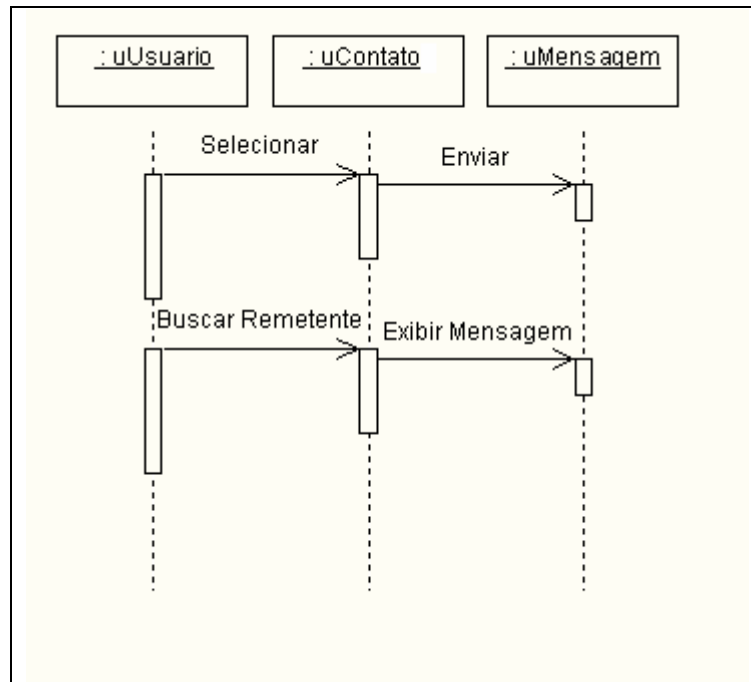 : uUsuario
: uContato
: uMensagem
Selecionar
Enviar
Buscar Remetente
Exibir Mensagem